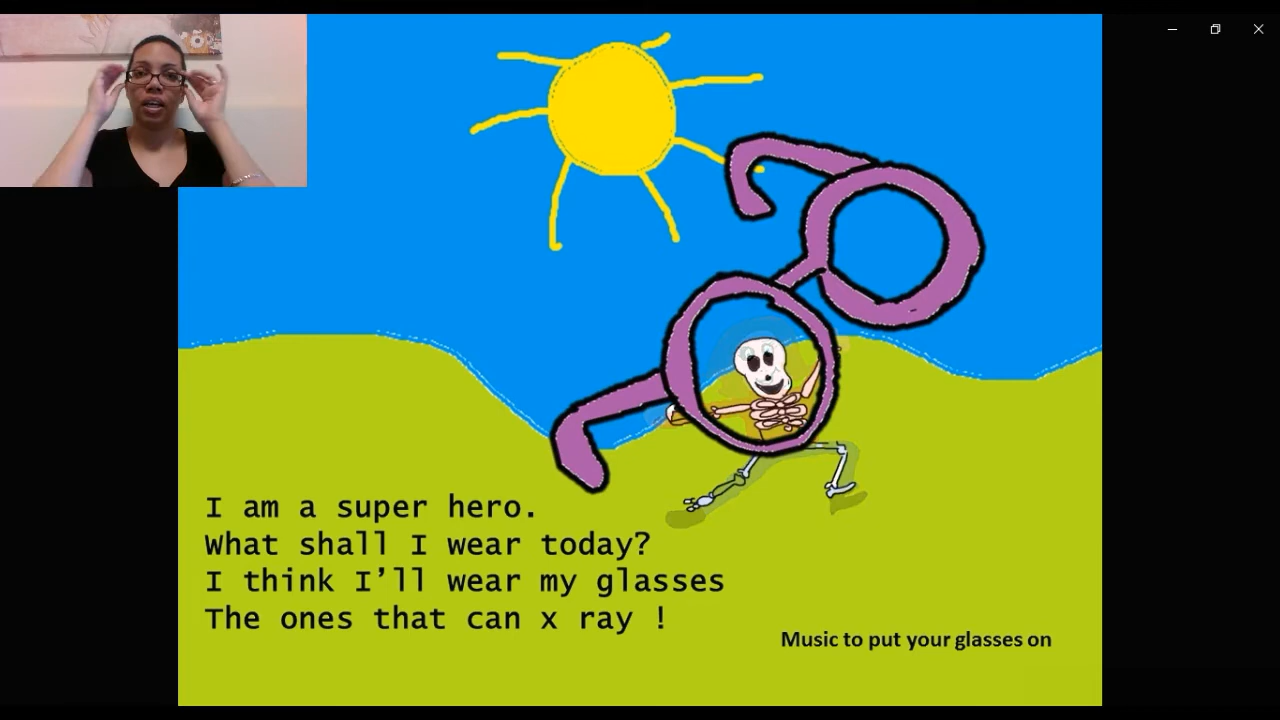 I am a super hero.
What shall I wear today?
I think I’ll wear my glasses
The ones that can x ray !
Music to put your glasses on